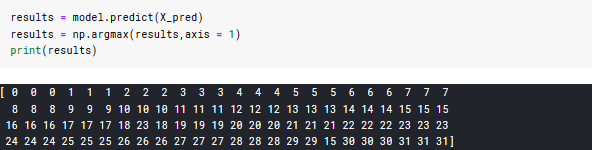 results = model.predict(X_pred)
results = np.argmax(results,axis = 1)
print(results)
[ 0 0 0 1 1 1 2 2 2 3 3 3 4 4 4 5 5 5 6 6 6 7 7 7
8 8 8 9 9 9 10 10 10 11 11 11 12 12 12 13 13 13 14 14 14 15 15 15
16 16 16 17 17 17 18 23 18 19 19 19 20 20 20 21 21 21 22 22 22 23 23 23
24 24 24 25 25 25 26 26 26 27 27 27 28 28 28 29 29 15 30 30 30 31 31 31]